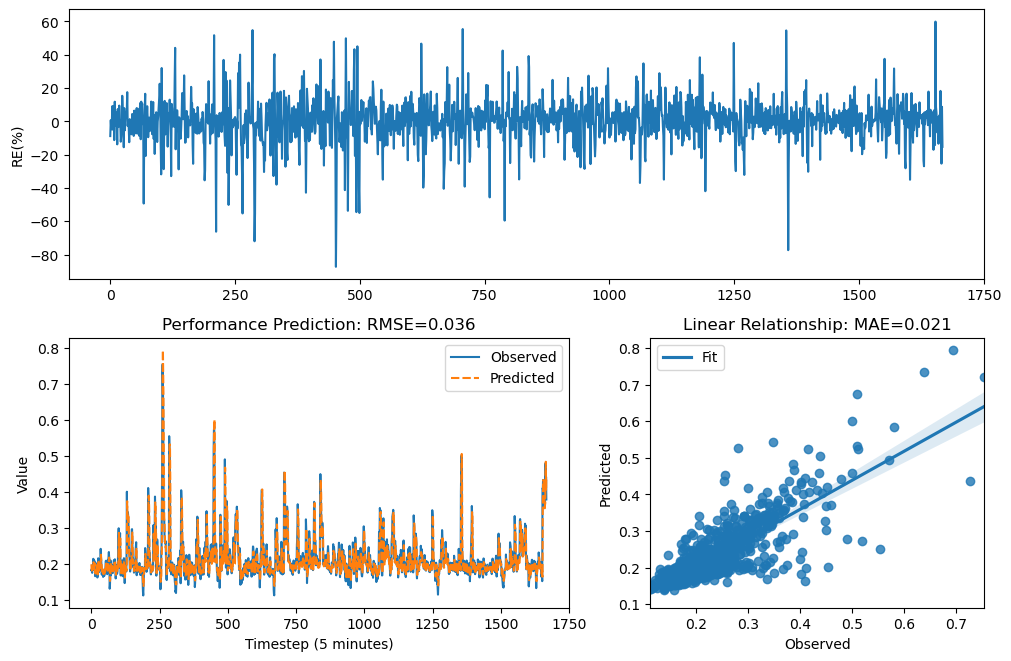 60
40
20
0
−20
−40
−60
−80
RE(%)
0 250 500 750 1000 1250 1500 1750
Performance Prediction: RMSE=0.036
0.8
0.7
0.6
0.5
0.4
0.3
0.2
0.1
Value
Observed
Predicted
0 250 500 750 1000 1250 1500 1750
Timestep (5 minutes)
Linear Relationship: MAE=0.021
0.8
0.7
0.6
0.5
0.4
0.3
0.2
0.1
Predicted
Fit
0.2 0.3 0.4 0.5 0.6 0.7
Observed